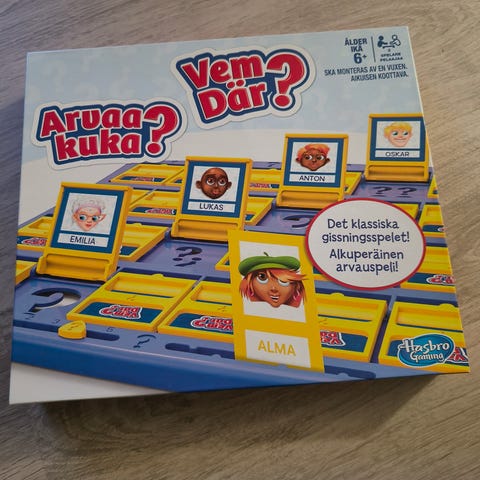 Arvaa
kuka?
Vem
Där?
ÅLDER
IKÄ
6+
2
SPELARE
PELAAJAA
SKA MONTERAS AV EN VUXEN.
AIKUISEN KOOTTAVA.
EMILIA
LUKAS
ANTON
OSKAR
ALMA
Det klassiska
gissningsspelet!
Alkuperäinen
arvauspeli!
Hasbro
Gaming